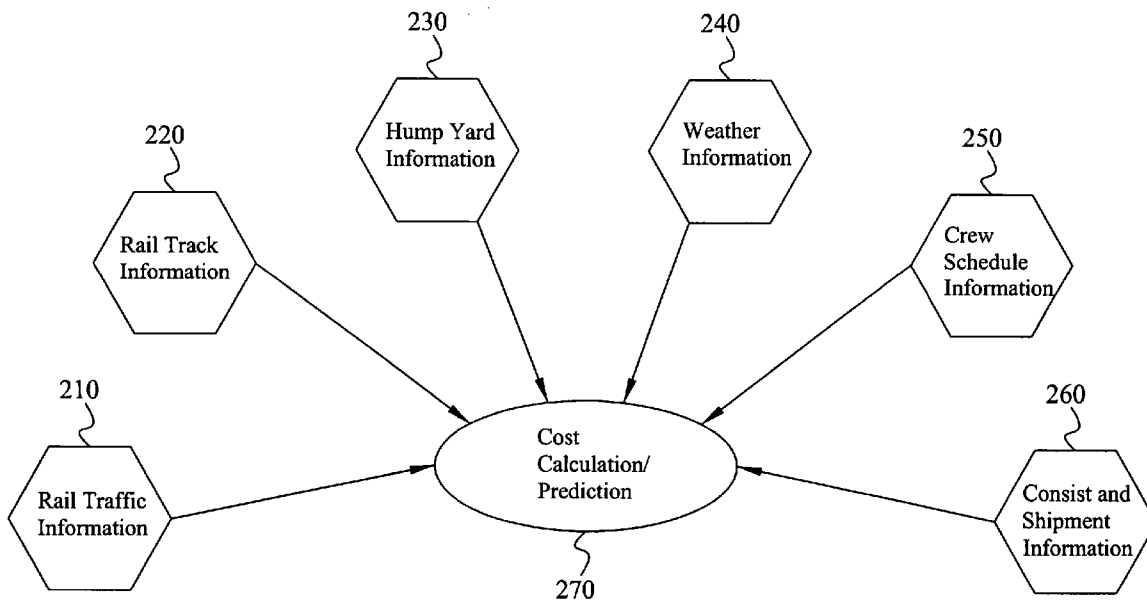 230
Hump Yard
Information
240
Weather
Information
220
Rail Track
Information
250
Crew
Schedule
Information
210
Rail Traffic
Information
Cost
Calculation/
Prediction
270
260
Consist and
Shipment
Information